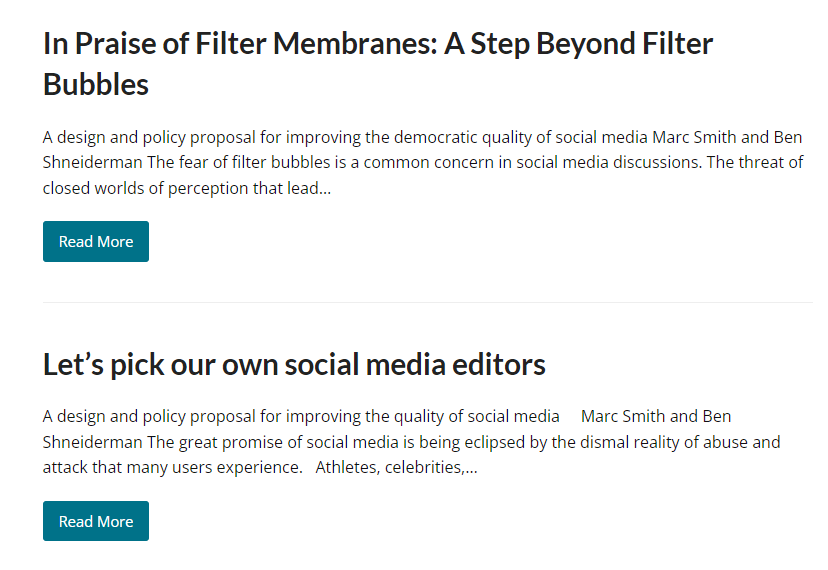 In Praise of Filter Membranes: A Step Beyond Filter
Bubbles
A design and policy proposal for improving the democratic quality of social media Marc Smith and Ben
Shneiderman The fear of filter bubbles is a common concern in social media discussions. The threat of
closed worlds of perception that lead...
Read More
Let’s pick our own social media editors
A design and policy proposal for improving the quality of social media    Marc Smith and Ben
Shneiderman The great promise of social media is being eclipsed by the dismal reality of abuse and
attack that many users experience.   Athletes, celebrities,...
Read More